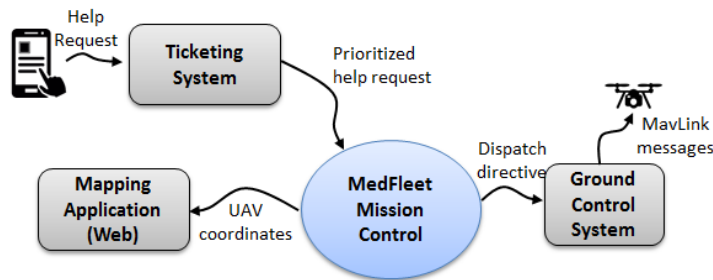 Help
Request
Ticketing
System
Prioritized
help request
MavLink
messages
Dispatch
directive
Mapping
Application
(Web)
UAV
coordinates
MedFleet
Mission
Control
Ground
Control
System